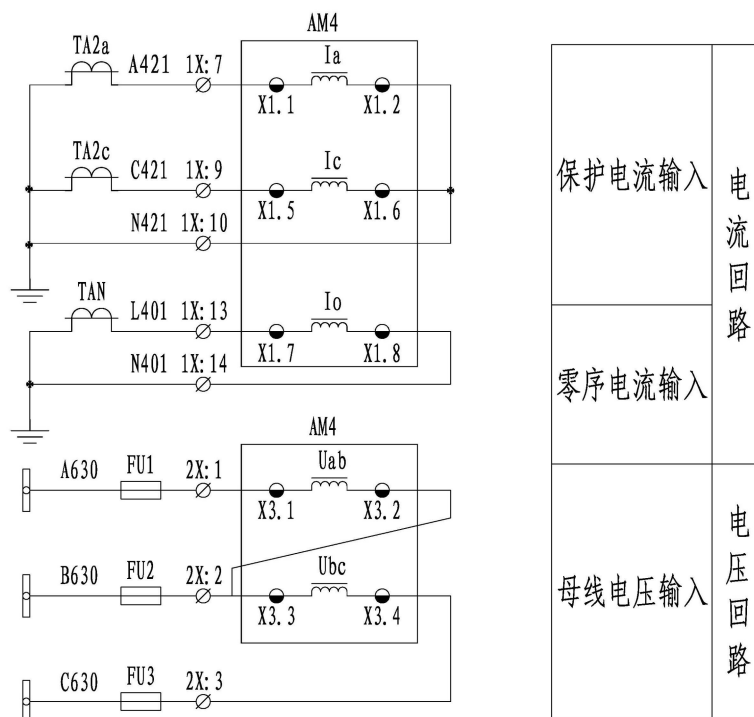 AM4
TA2a A421 1X:7 Ia
X1.1 X1.2
TA2c C421 1X:9 Ic
N421 1X:10 X1.5 X1.6
TAN L401 1X:13 Io
N401 1X:14 X1.7 X1.8
AM4
A630 FU1 2X:1 Uab
X3.1 X3.2
B630 FU2 2X:2 Ubc
X3.3 X3.4
C630 FU3 2X:3
保护电流输入
零序电流输入
电流回路
母线电压输入
电压回路